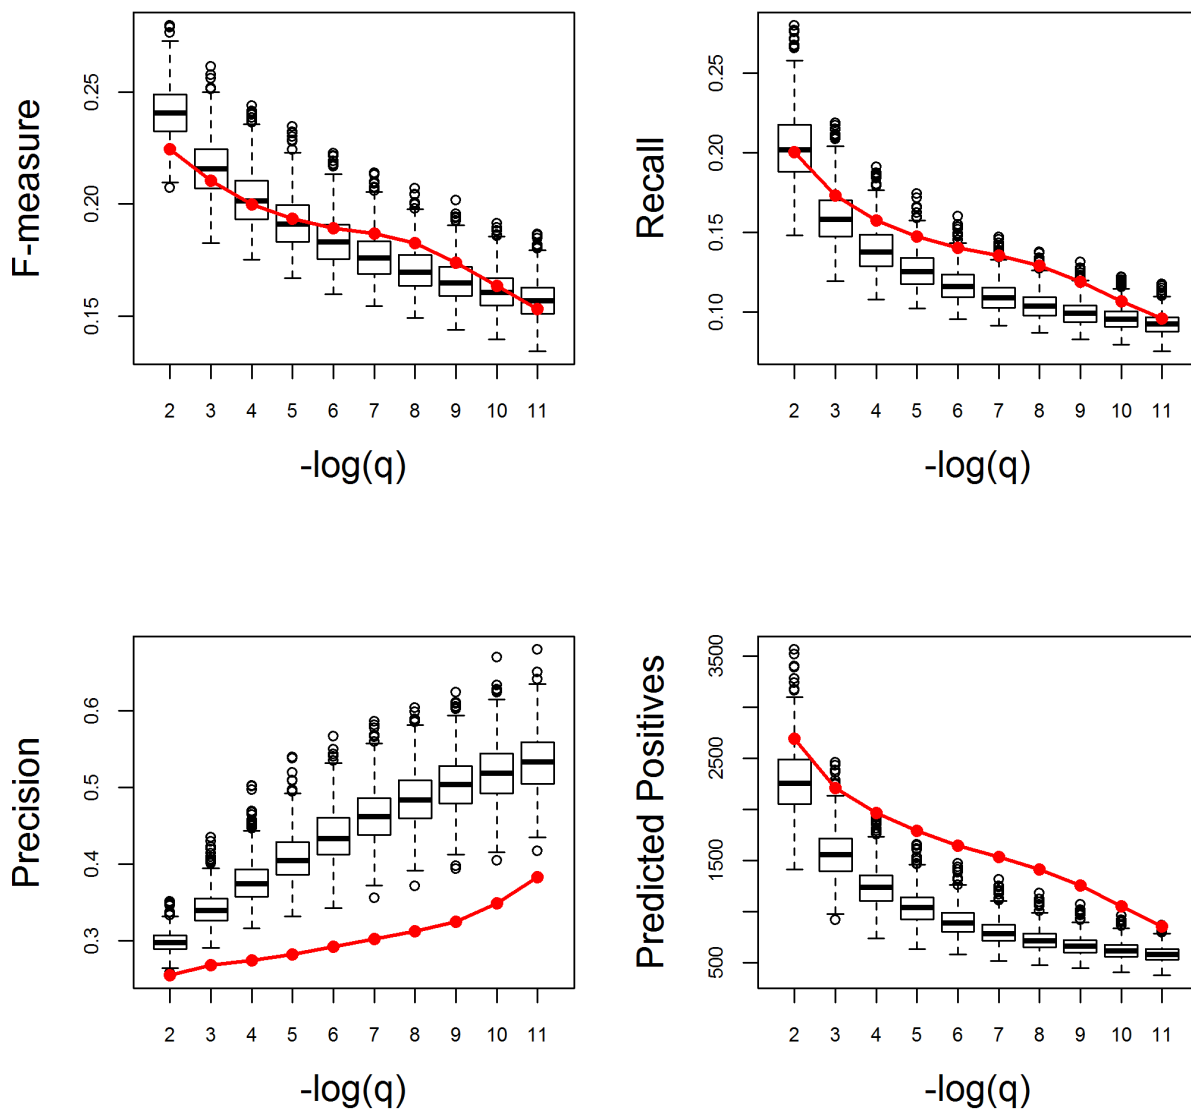 F-measure
0.15 0.20 0.25
2 3 4 5 6 7 8 9 10 11
-log(q)
Recall
0.10 0.15 0.20 0.25
2 3 4 5 6 7 8 9 10 11
-log(q)
Precision
0.3 0.4 0.5 0.6
2 3 4 5 6 7 8 9 10 11
-log(q)
Predicted Positives
500 1500 2500 3500
2 3 4 5 6 7 8 9 10 11
-log(q)